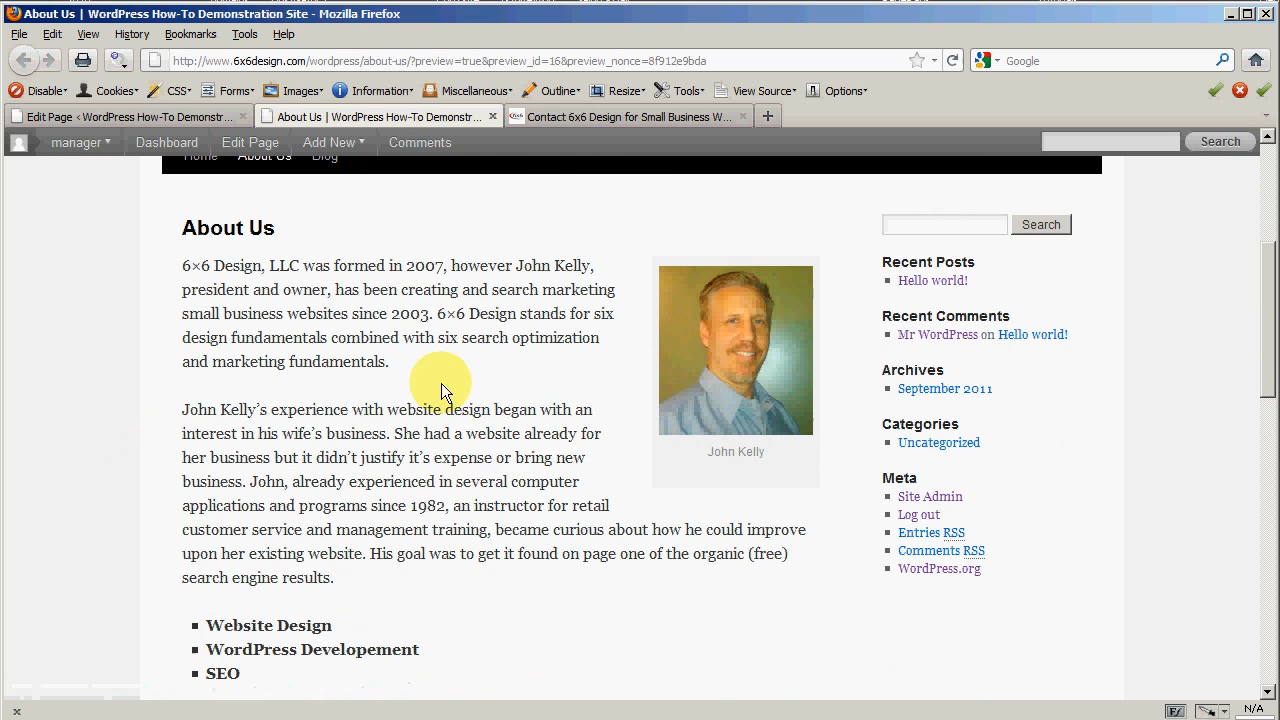 About Us | WordPress How-To Demonstration Site - Mozilla Firefox
File Edit View History Bookmarks Tools Help
http://www.6x6design.com/wordpress/about-us/?preview=true&preview_id=16&preview_nonce=8f912e9bda
Google
Disable Cookies CSS Forms Images Information Miscellaneous Outline Resize Tools View Source Options
Edit Page < WordPress How-To Demonstr...
About Us | WordPress How-To Demonstr...
Contact 6x6 Design for Small Business W...
manager Dashboard Edit Page Add New Comments Search
Home About Us Blog
About Us
6×6 Design, LLC was formed in 2007, however John Kelly,
president and owner, has been creating and search marketing
small business websites since 2003. 6×6 Design stands for six
design fundamentals combined with six search optimization
and marketing fundamentals.
John Kelly
John Kelly’s experience with website design began with an
interest in his wife’s business. She had a website already for
her business but it didn’t justify it’s expense or bring new
business. John, already experienced in several computer
applications and programs since 1982, an instructor for retail
customer service and management training, became curious about how he could improve
upon her existing website. His goal was to get it found on page one of the organic (free)
search engine results.
Website Design
WordPress Developement
SEO
Search
Recent Posts
Hello world!
Recent Comments
Mr WordPress on Hello world!
Archives
September 2011
Categories
Uncategorized
Meta
Site Admin
Log out
Entries RSS
Comments RSS
WordPress.org
x
N/A